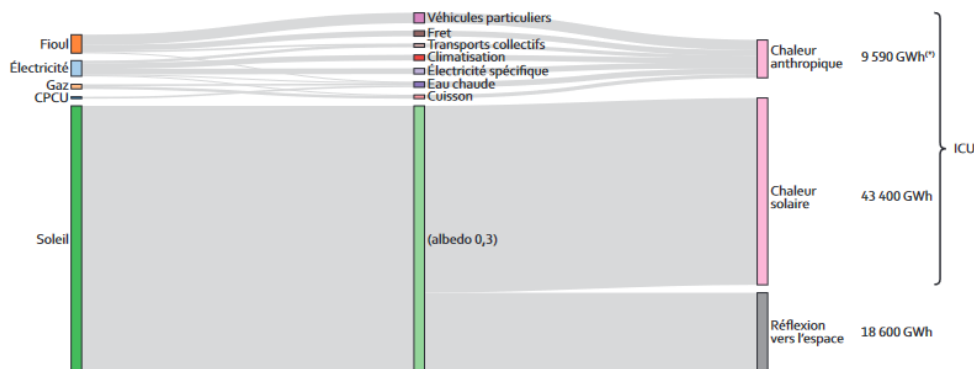 Fioul
Électricité
Gaz
CPCU
Soleil
Véhicules particuliers
Fret
Transports collectifs
Climatisation
Électricité spécifique
Eau chaude
Cuisson
(albedo 0,3)
Chaleur
anthropique
9 590 GWh(*)
Chaleur
solaire
43 400 GWh
Réflexion
vers l'espace
18 600 GWh
ICU